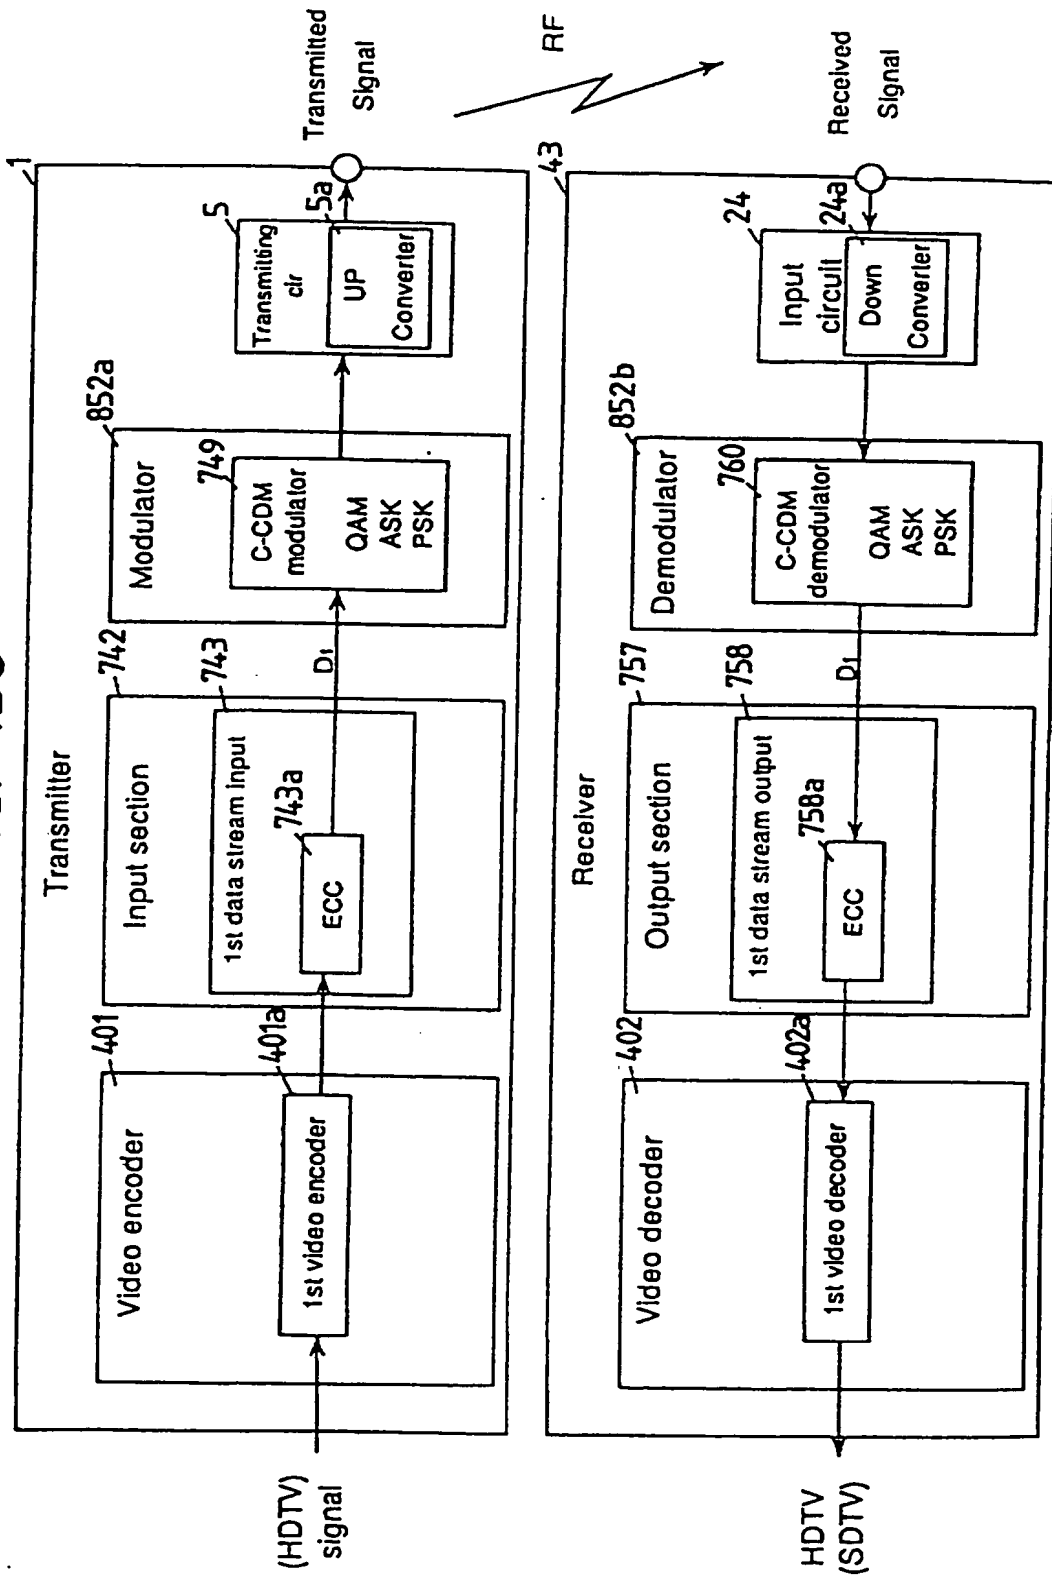 Transmitter
1
(HDTV)
signal
Video encoder
401
1st video encoder
401a
Input section
742
1st data stream input
743
ECC
743a
D1
Modulator
852a
C-CDM
modulator
749
QAM
ASK
PSK
Transmitting
cir
5
UP
Converter
5a
Transmitted
Signal
RF
Receiver
43
Received
Signal
Input
circuit
24
Down
Converter
24a
Demodulator
852b
C-CDM
demodulator
760
QAM
ASK
PSK
D1
Output section
757
1st data stream output
758
ECC
758a
Video decoder
402
1st video decoder
402a
HDTV
(SDTV)